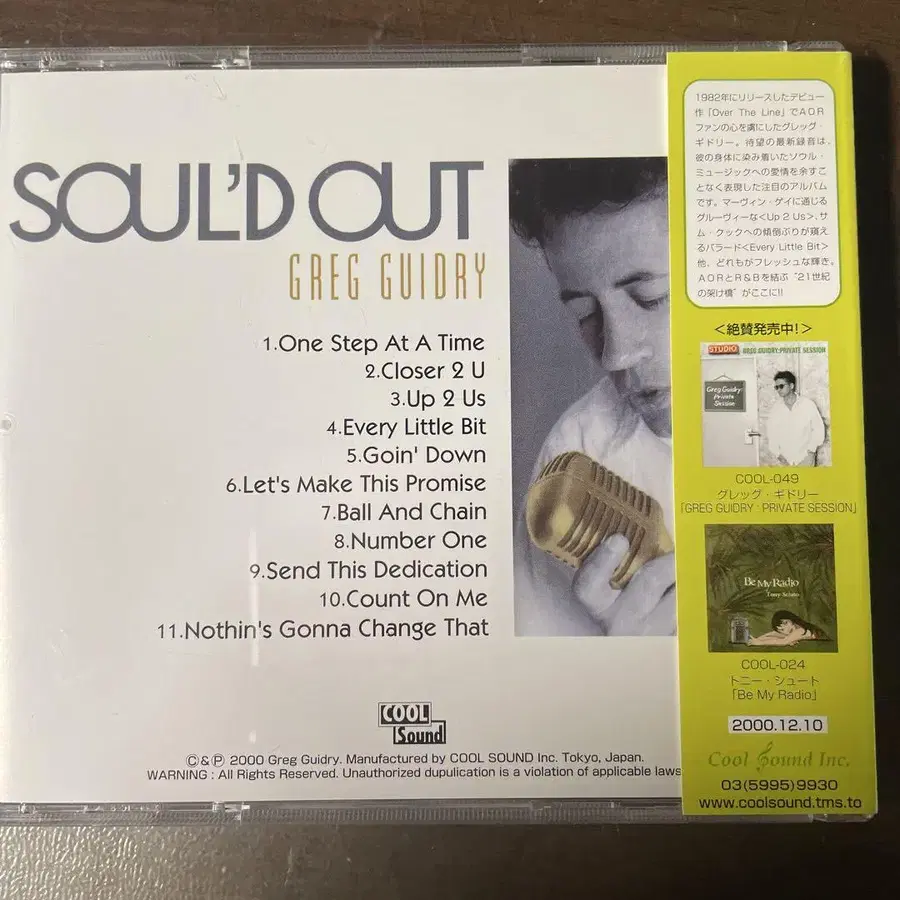 SOUL'D OUT
GREG GUIDRY
1.One Step At A Time
2.Closer 2 U
3.Up 2 Us
4.Every Little Bit
5.Goin' Down
6.Let's Make This Promise
7.Ball And Chain
8.Number One
9.Send This Dedication
10.Count On Me
11.Nothin's Gonna Change That
COOL
Sound
©&℗ 2000 Greg Guidry. Manufactured by COOL SOUND Inc. Tokyo, Japan.
WARNING : All Rights Reserved. Unauthorized dupulication is a violation of applicable laws
1982年にリリースしたデビュー
作「Over The Line」でAOR
ファンの心を虜にしたグレッグ・
ギドリー。待望の最新録音は、
彼の身体に染み着いたソウル・
ミュージックへの愛情を余すこ
となく表現した注目のアルバム
です。マーヴィン・ゲイに通じる
グルーヴィーな<Up 2 Us>、サ
ム・クックへの傾倒ぶりが窺え
るバラード<Every Little Bit>
他、どれもがフレッシュな輝き。
AORとR&Bを結ぶ“21世紀
の架け橋”がここに!!
<絶賛発売中!>
STUDIO
GREG GUIDRY:PRIVATE SESSION
Greg Guidry:
Private
Session
COOL-049
グレッグ・ギドリー
「GREG GUIDRY : PRIVATE SESSION」
Be My Radio
Tony Sciuto
COOL-024
トニー・シュート
「Be My Radio」
2000.12.10
Cool Sound Inc.
03(5995)9930
www.coolsound.tms.to